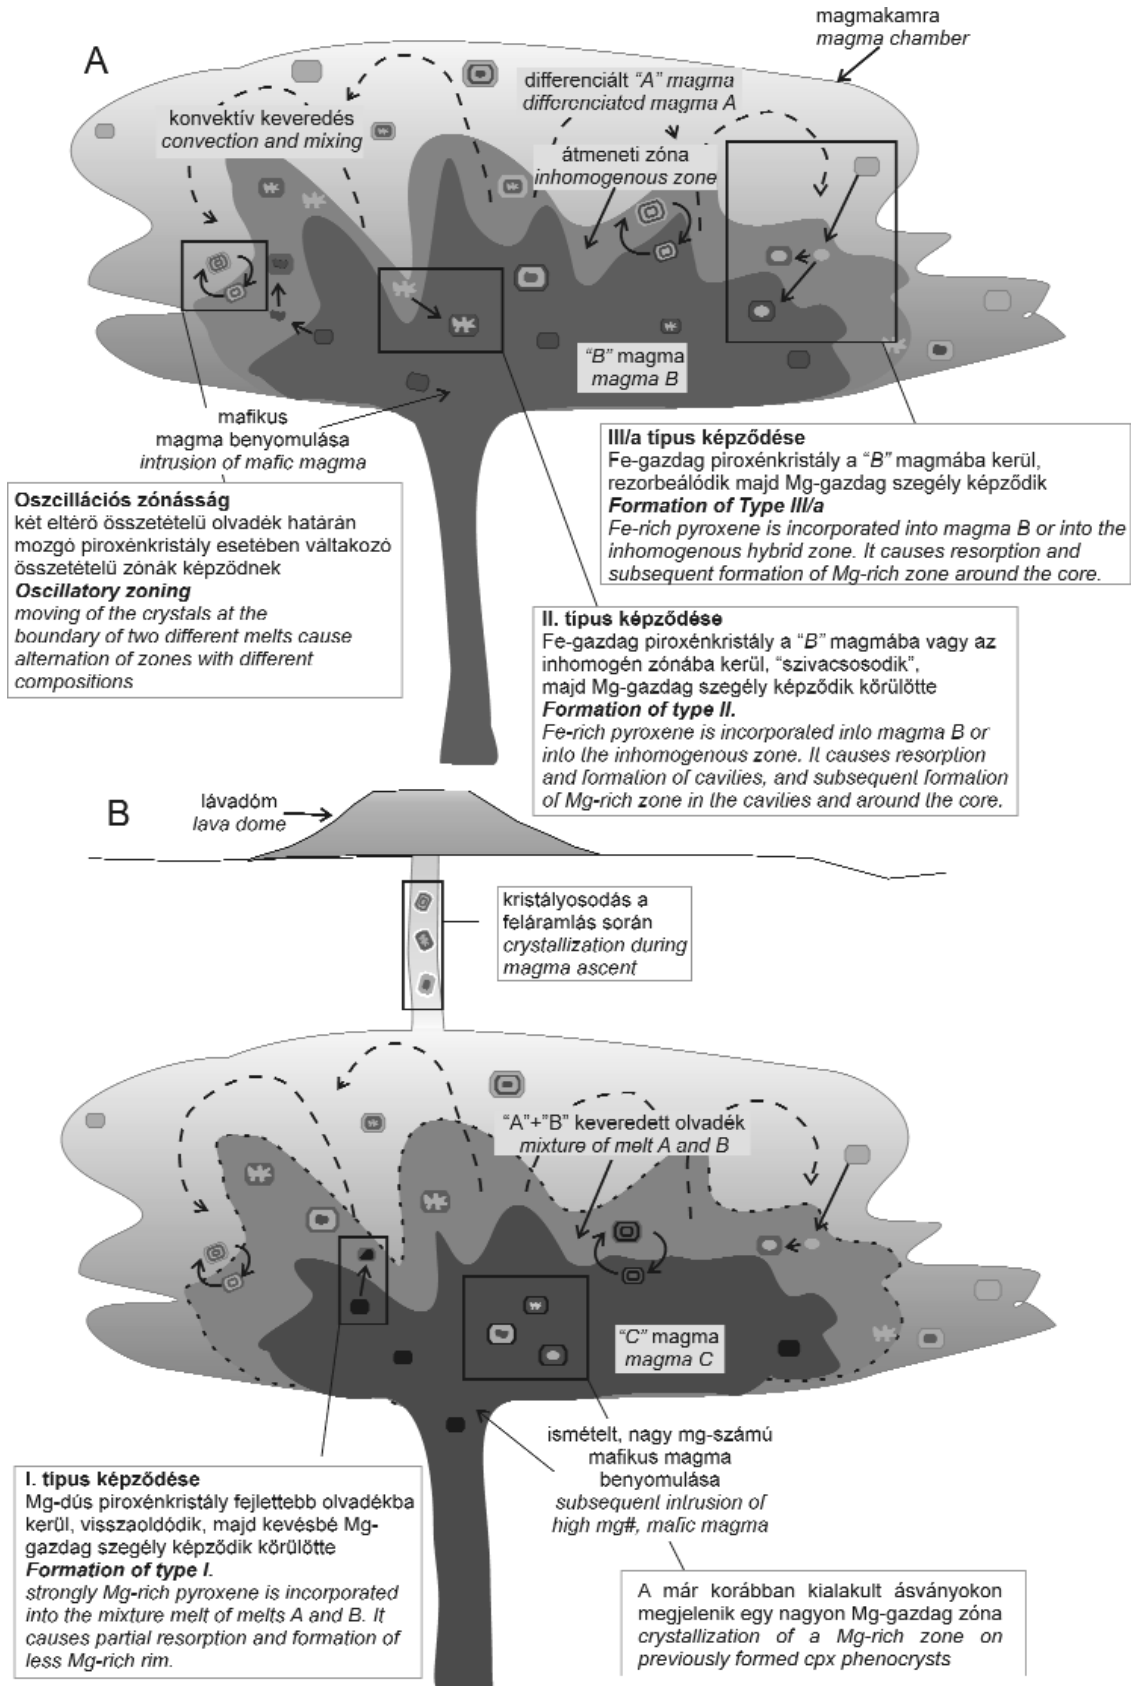 A
magmakamra
magma chamber
differenciált "A" magma
differenciated magma A
konvektív keveredés
convection and mixing
átmeneti zóna
inhomogenous zone
"B" magma
magma B
mafikus
magma benyomulása
intrusion of mafic magma
III/a típus képződése
Fe-gazdag piroxénkristály a "B" magmába kerül,
rezorbeálódik majd Mg-gazdag szegély képződik
Formation of Type III/a
Fe-rich pyroxene is incorporated into magma B or into the
inhomogenous hybrid zone. It causes resorption and
subsequent formation of Mg-rich zone around the core.
Oszcillációs zónásság
két eltérő összetételü olvadék határán
mozgó piroxénkristály esetében váltakozó
összetételü zónák képzödnek
Oscillatory zoning
moving of the crystals at the
boundary of two different melts cause
alternation of zones with different
compositions
II. típus képződése
Fe-gazdag piroxénkristály a "B" magmába vagy az
inhomogén zónába kerül, "szivacsosodik",
majd Mg-gazdag szegély képződik körülötte
Formation of type II.
Fe-rich pyroxene is incorporated into magma B or
into the inhomogenous zone. It causes resorption
and formation of cavities, and subsequent formation
of Mg-rich zone in the cavities and around the core.
B
lávadóm
lava dome
kristályosodás a
feláramlás során
crystallization during
magma ascent
"A"+"B" keveredett olvadék
mixture of melt A and B
"C" magma
magma C
ismételt, nagy mg-számú
mafikus magma
benyomulása
subsequent intrusion of
high mg#, mafic magma
I. típus képződése
Mg-dús piroxénkristály fejlettebb olvadékba
kerül, visszaoldódik, majd kevésbé Mg-
gazdag szegély képződik körülötte
Formation of type I.
strongly Mg-rich pyroxene is incorporated
into the mixture melt of melts A and B. It
causes partial resorption and formation of
less Mg-rich rim.
A már korábban kialakult ásványokon
megjelenik egy nagyon Mg-gazdag zóna
crystallization of a Mg-rich zone on
previously formed cpx phenocrysts